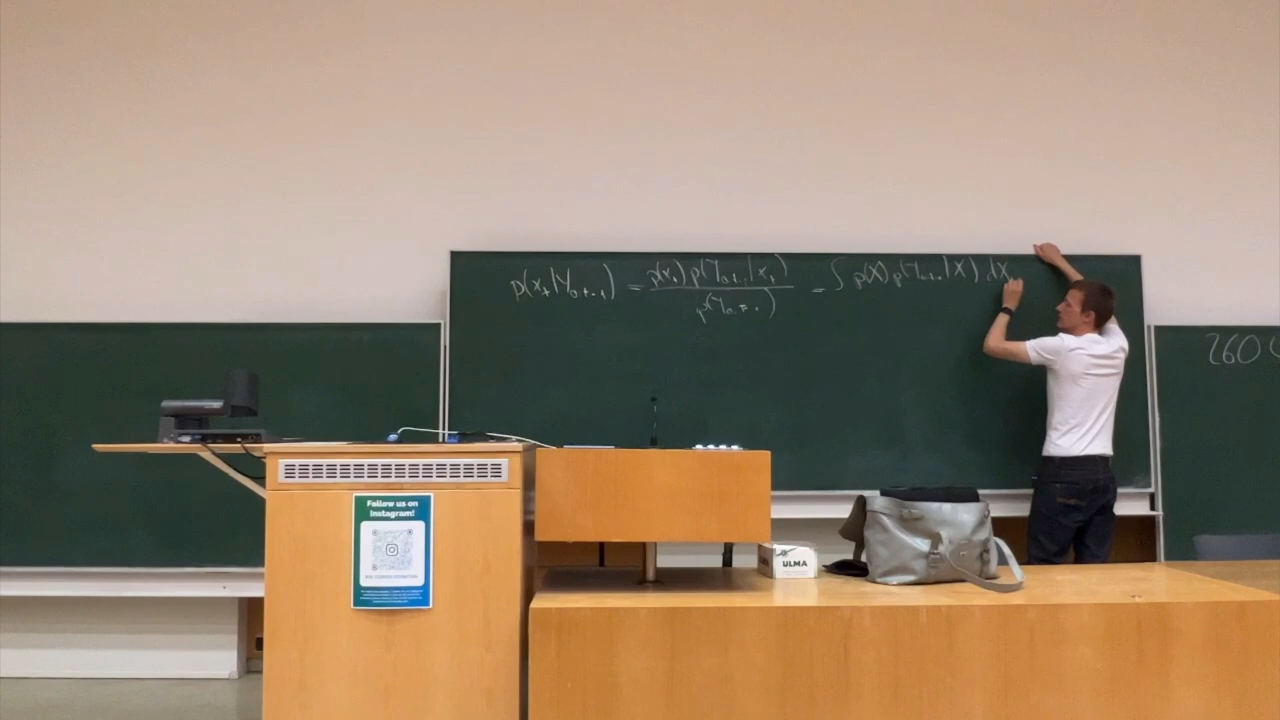 p(x_t|Y_{0:t-1}) = p(x_t) p(Y_{0:t-1}|x_t) / p(Y_{0:t-1}) = ∫ p(X) p(Y_{0:t-1}|X) dX
260
Follow us on
Instagram!
ULMA